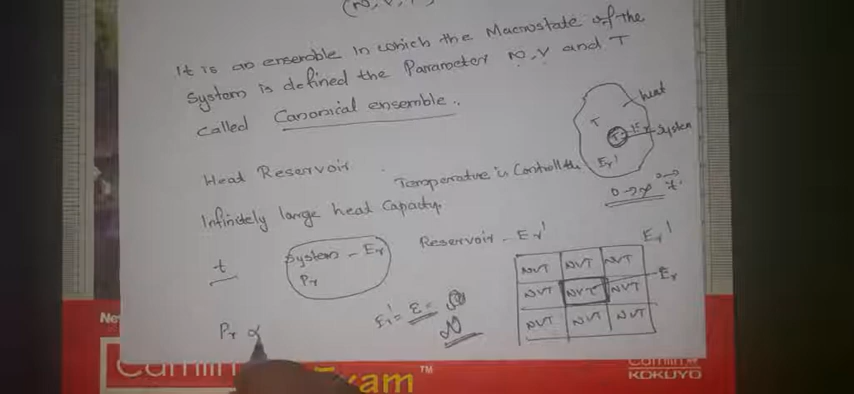 (N, V, T)
It is an ensemble in which the Macrostate of the
System is defined the Parameter N, V and T
called Canonical ensemble.
heat
T
System
Er'
Heat Reservoir
Temperature is Controll the
Infinitely large heat Capacity.
t
System - Er
Pr
Reservoir - Er'
Er'
NVT NVT NVT
NVT NVT NVT
- Er
NVT NVT NVT
Pr ∝
Camlin
Exam™
KOKUYO